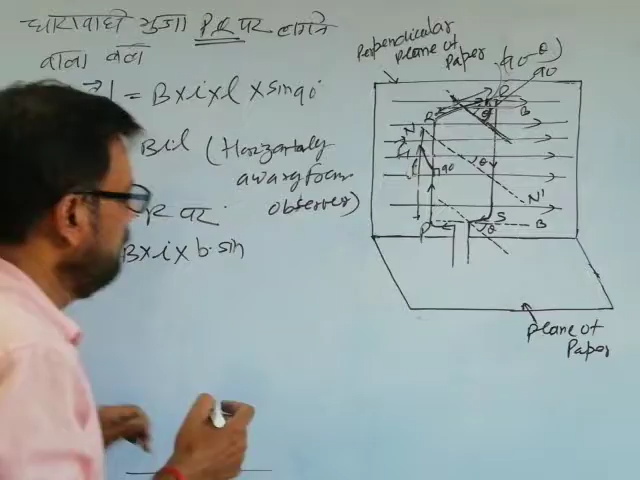 धारावाही भुजा PR पर लगने
वाला बल
= B×i×l×sin90°
Bil (Horizontaly
away from
observer)
R पर
B×i×b·sin
Perpendicular
plane of
Paper
(90-θ)
90
B
N
θ
90
θ
N'
P
S
B
θ
plane of
Paper